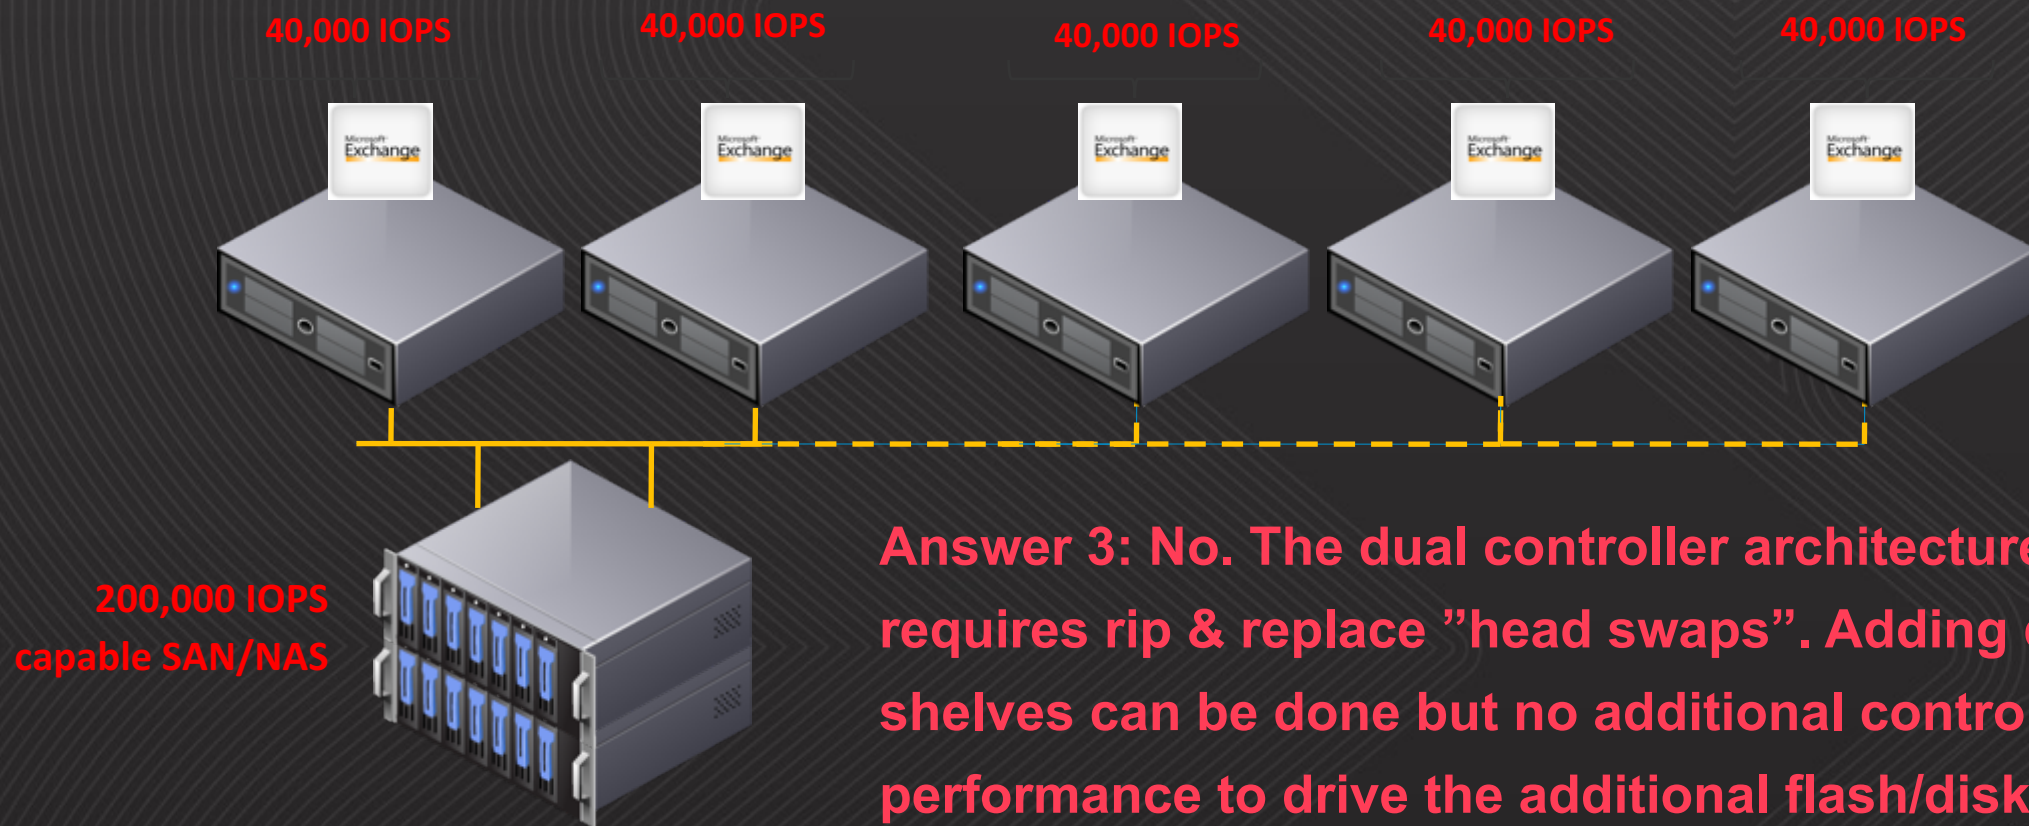 40,000 IOPS
40,000 IOPS
40,000 IOPS
40,000 IOPS
40,000 IOPS
Microsoft
Exchange
Microsoft
Exchange
Microsoft
Exchange
Microsoft
Exchange
Microsoft
Exchange
200,000 IOPS
capable SAN/NAS
Answer 3: No. The dual controller architecture
requires rip & replace ”head swaps”. Adding
shelves can be done but no additional contro
performance to drive the additional flash/disk